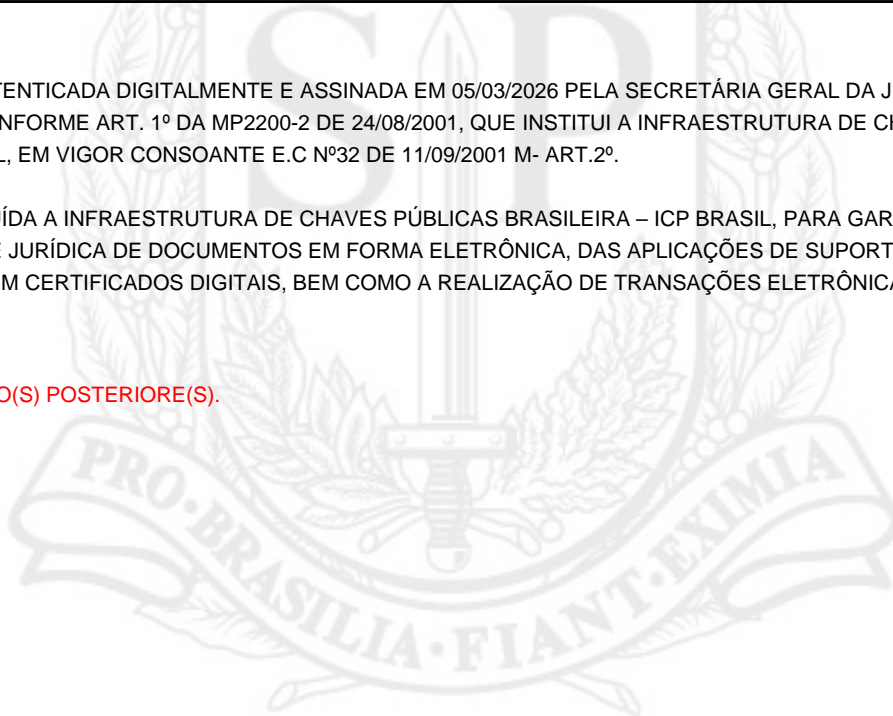 TENTICADA DIGITALMENTE E ASSINADA EM 05/03/2026 PELA SECRETÁRIA GERAL DA J
NFORME ART. 1º DA MP2200-2 DE 24/08/2001, QUE INSTITUI A INFRAESTRUTURA DE CH
L, EM VIGOR CONSOANTE E.C Nº32 DE 11/09/2001 M- ART.2º.
UÍDA A INFRAESTRUTURA DE CHAVES PÚBLICAS BRASILEIRA – ICP BRASIL, PARA GAR
E JURÍDICA DE DOCUMENTOS EM FORMA ELETRÔNICA, DAS APLICAÇÕES DE SUPORT
M CERTIFICADOS DIGITAIS, BEM COMO A REALIZAÇÃO DE TRANSAÇÕES ELETRÔNICA
O(S) POSTERIORE(S).
SP
PRO·BRASILIA·FIANT·EXIMIA